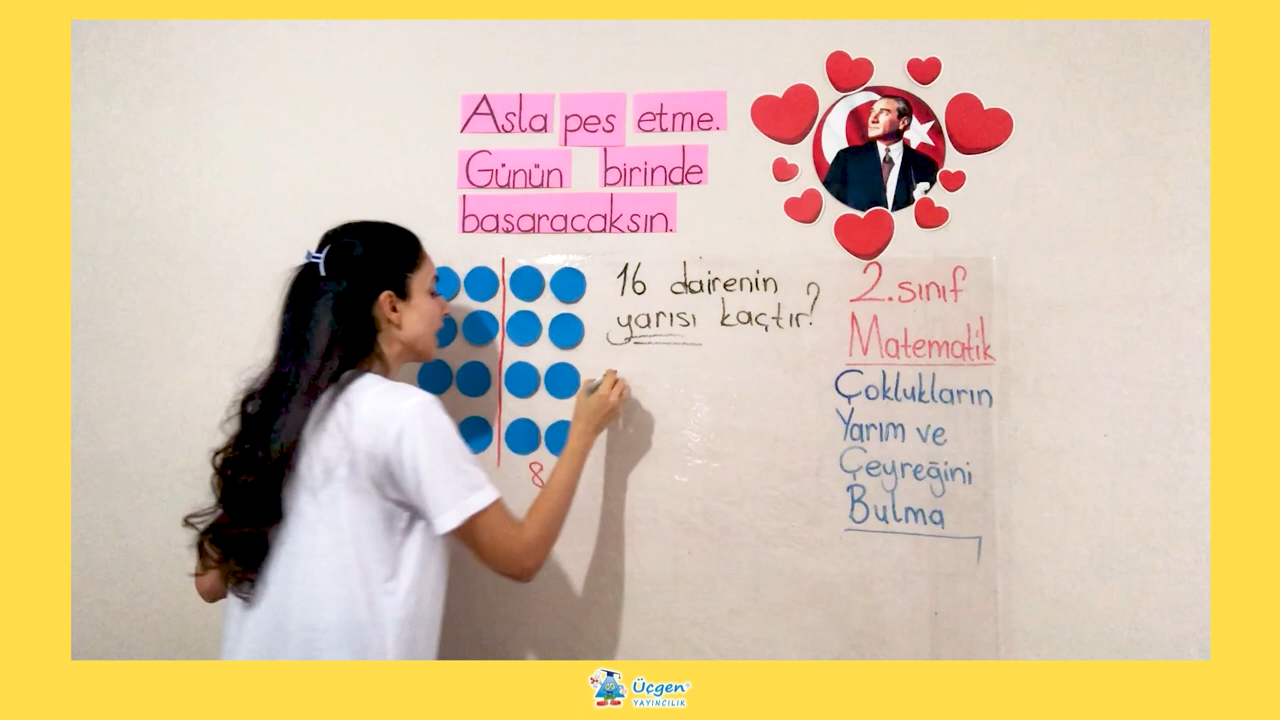 Asla pes etme.
Günün birinde
başaracaksın.
16 dairenin
yarısı kaçtır?
8
2. sınıf
Matematik
Çoklukların
Yarım ve
Çeyreğini
Bulma
Üçgen
YAYINCILIK